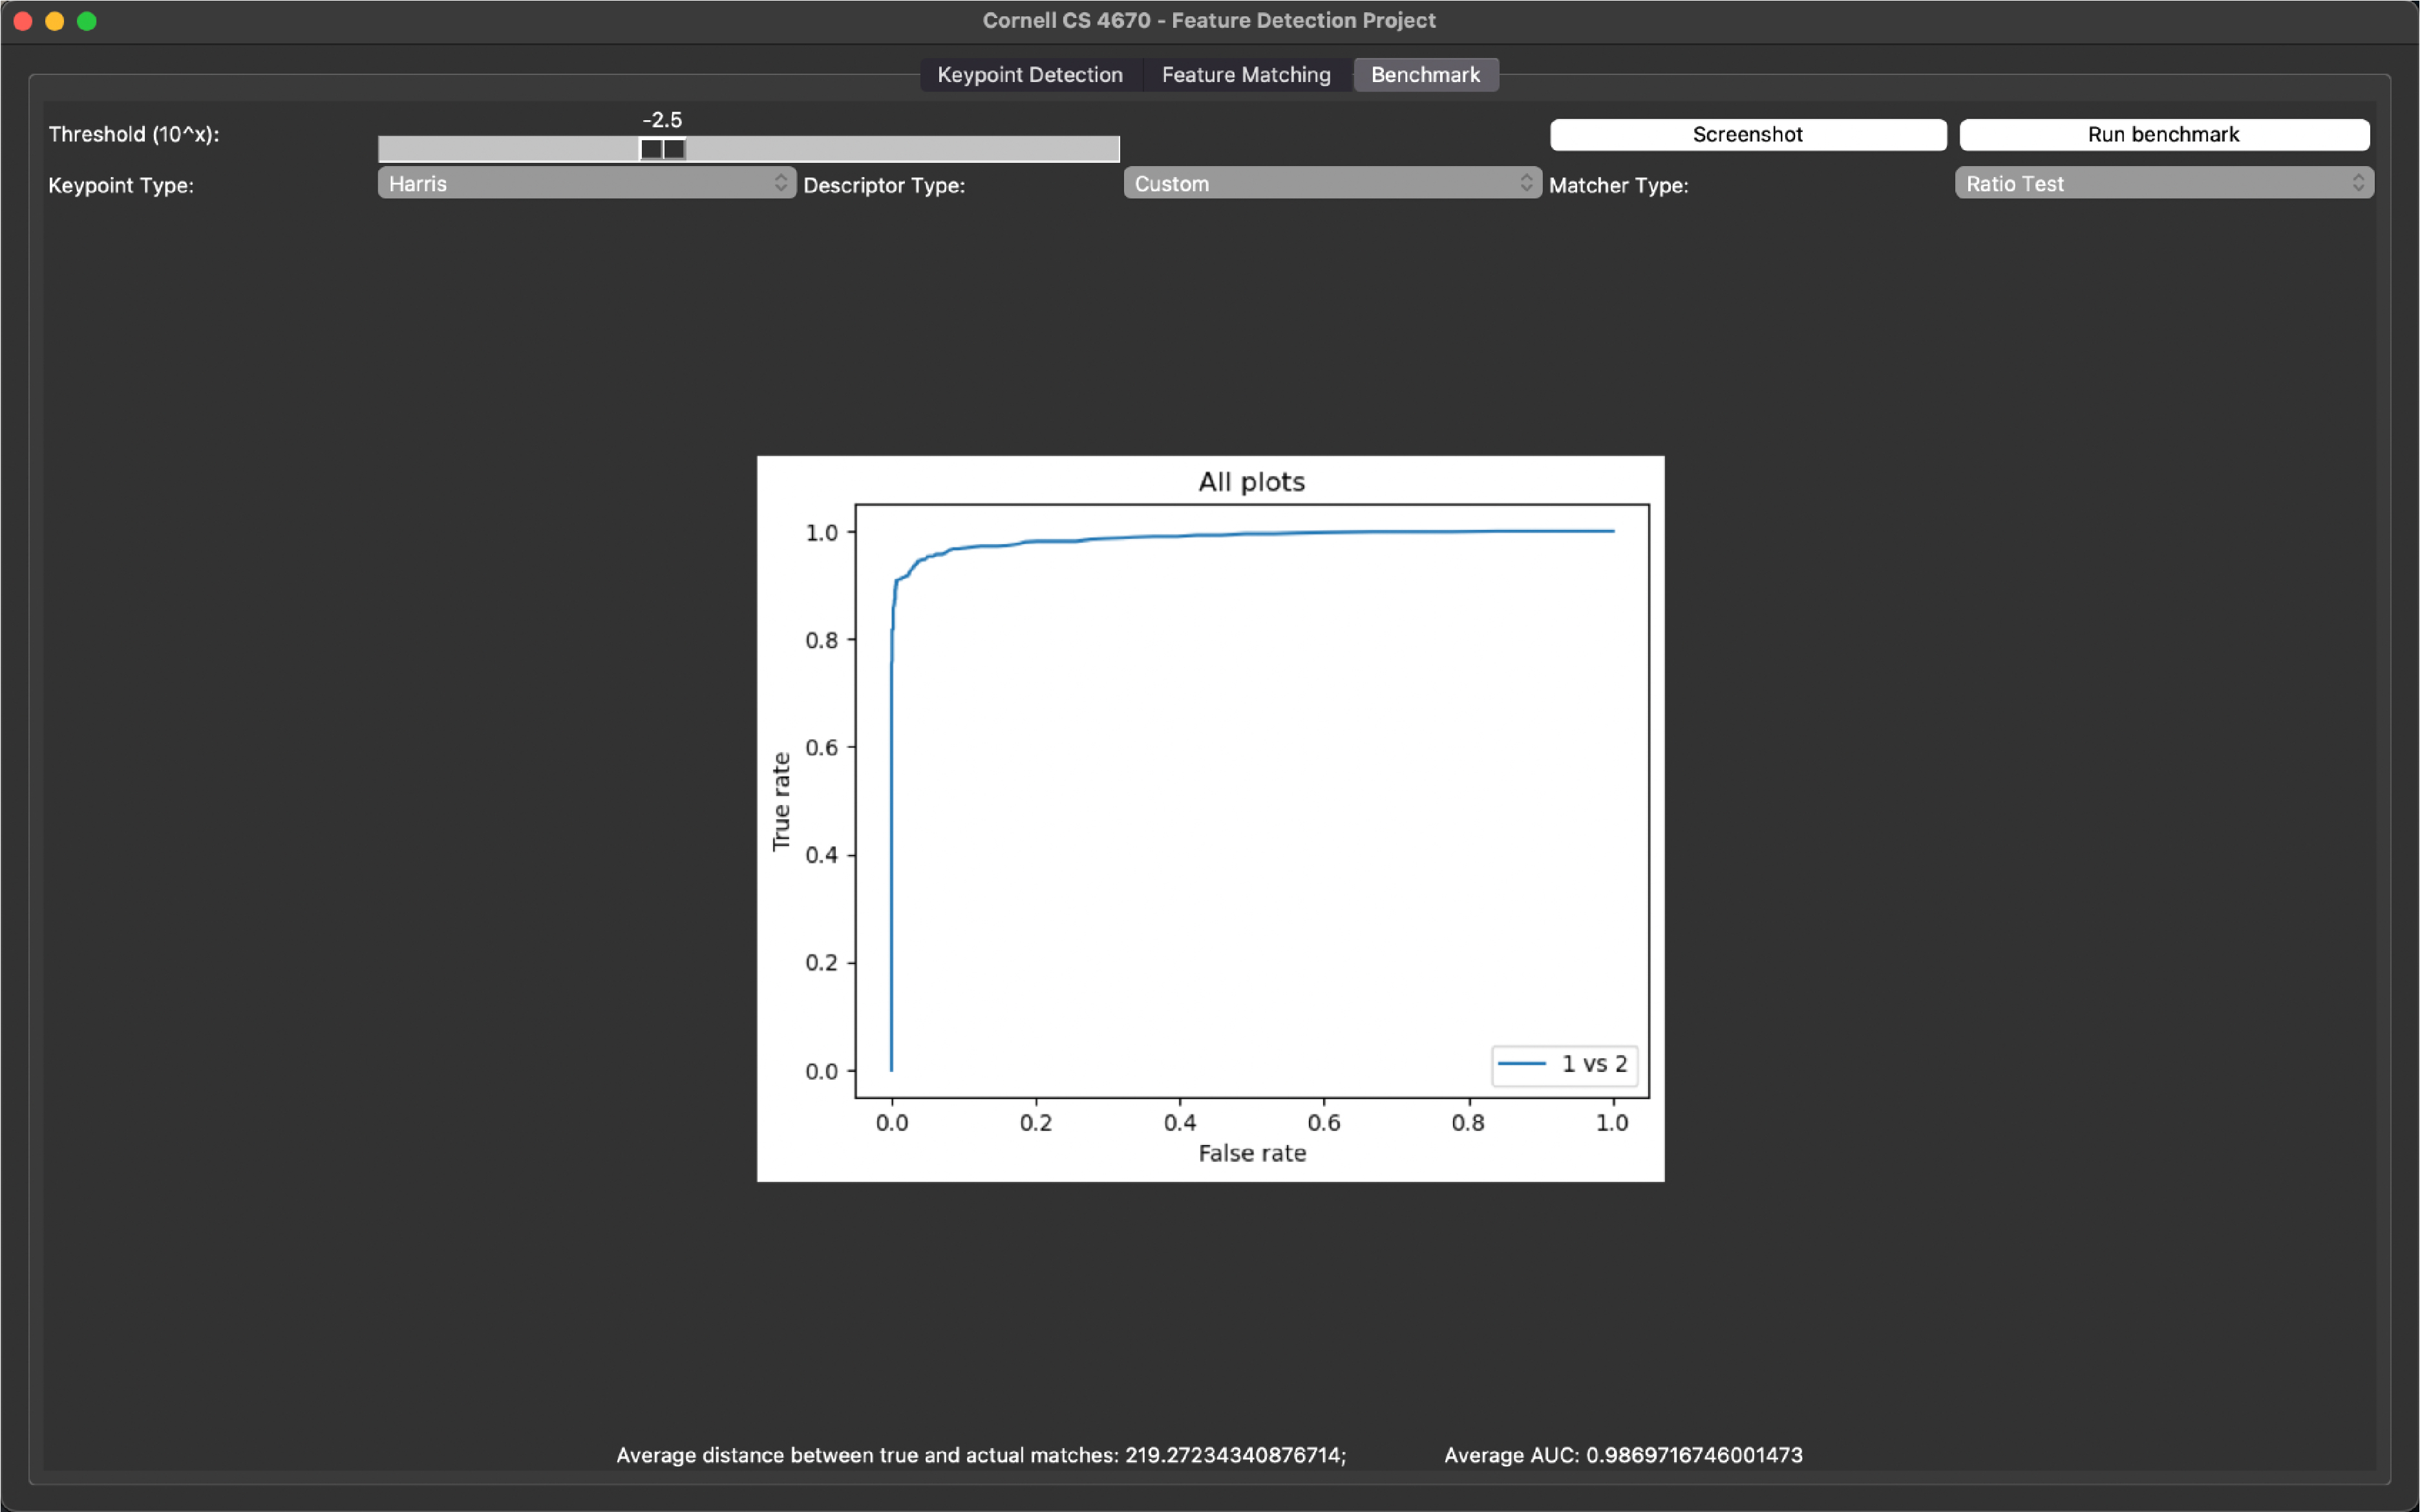 Cornell CS 4670 - Feature Detection Project
Keypoint Detection Feature Matching Benchmark
Threshold (10^x): -2.5 Screenshot Run benchmark
Keypoint Type: Harris Descriptor Type: Custom Matcher Type: Ratio Test
All plots
1.0
0.8
0.6
0.4
0.2
0.0
True rate
1 vs 2
0.0 0.2 0.4 0.6 0.8 1.0
False rate
Average distance between true and actual matches: 219.27234340876714; Average AUC: 0.9869716746001473